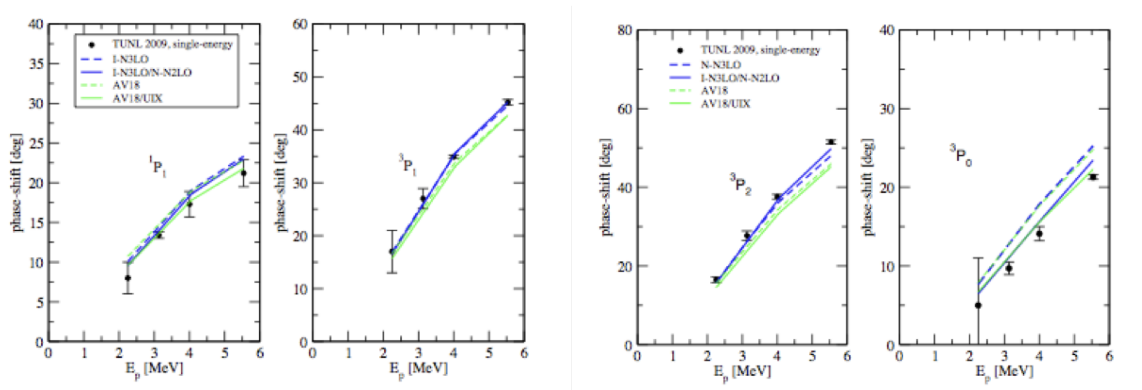 40
35
30
25
20
15
10
5
0
phase-shift [deg]
TUNL 2009, single-energy
I-N3LO
I-N3LO/N-N2LO
AV18
AV18/UIX
¹P₁
0 1 2 3 4 5 6
E_p [MeV]
60
50
40
30
20
10
0
phase-shift [deg]
³P₁
0 1 2 3 4 5 6
E_p [MeV]
80
60
40
20
0
phase-shift [deg]
TUNL 2009, single-energy
N-N3LO
I-N3LO/N-N2LO
AV18
AV18/UIX
³P₂
0 1 2 3 4 5 6
E_p [MeV]
40
30
20
10
0
phase-shift [deg]
³P₀
0 1 2 3 4 5 6
E_p [MeV]